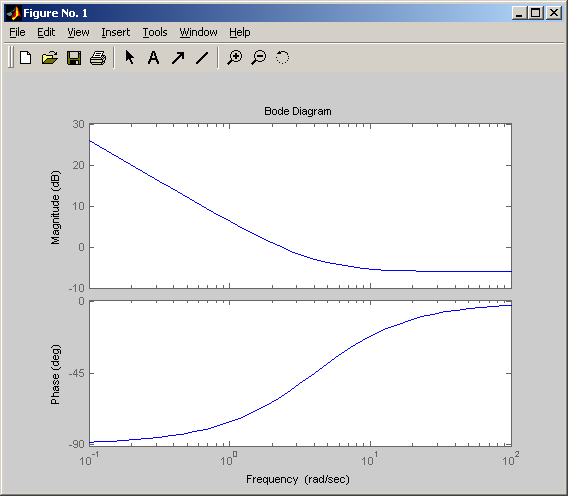 Figure No. 1
File Edit View Insert Tools Window Help
A
Bode Diagram
Magnitude (dB)
30
20
10
0
-10
Phase (deg)
0
-45
-90
10^-1 10^0 10^1 10^2
Frequency (rad/sec)